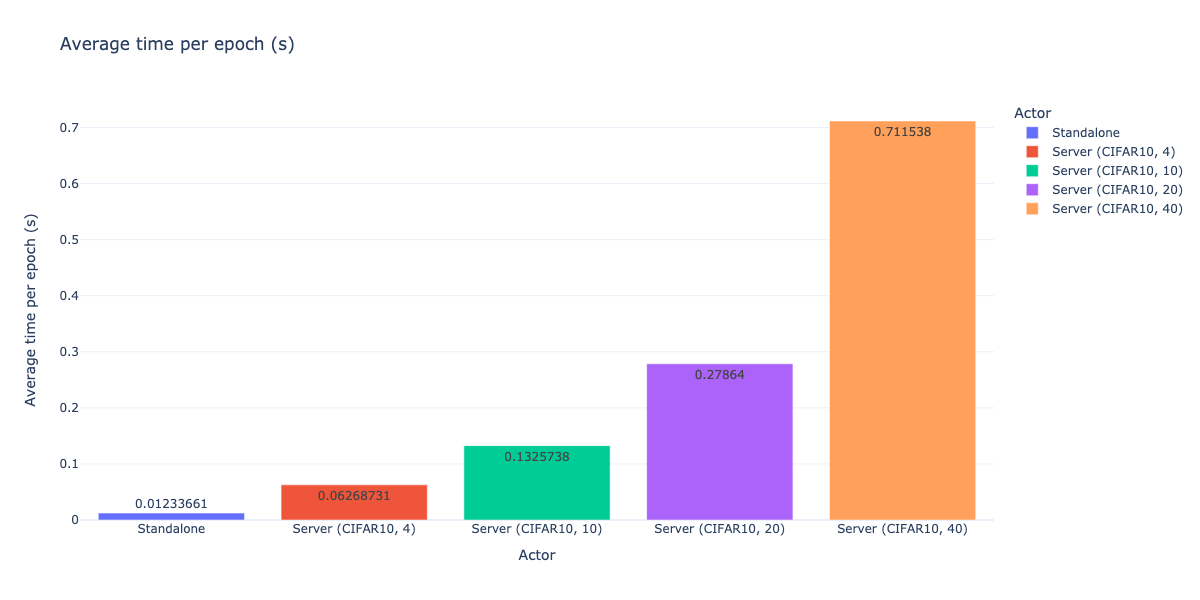 Average time per epoch (s)
Average time per epoch (s)
0.7
0.6
0.5
0.4
0.3
0.2
0.1
0
0.01233661
0.06268731
0.1325738
0.27864
0.711538
Standalone
Server (CIFAR10, 4)
Server (CIFAR10, 10)
Server (CIFAR10, 20)
Server (CIFAR10, 40)
Actor
Actor
Standalone
Server (CIFAR10, 4)
Server (CIFAR10, 10)
Server (CIFAR10, 20)
Server (CIFAR10, 40)